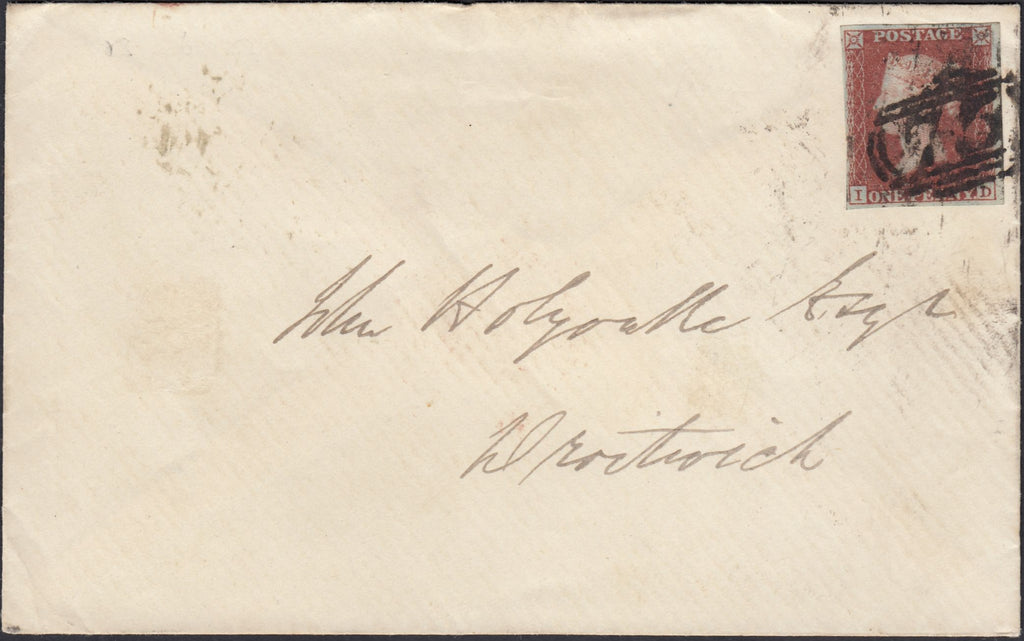 POSTAGE
I ONE PENNY D
John Holyoake Esqr
Droitwich